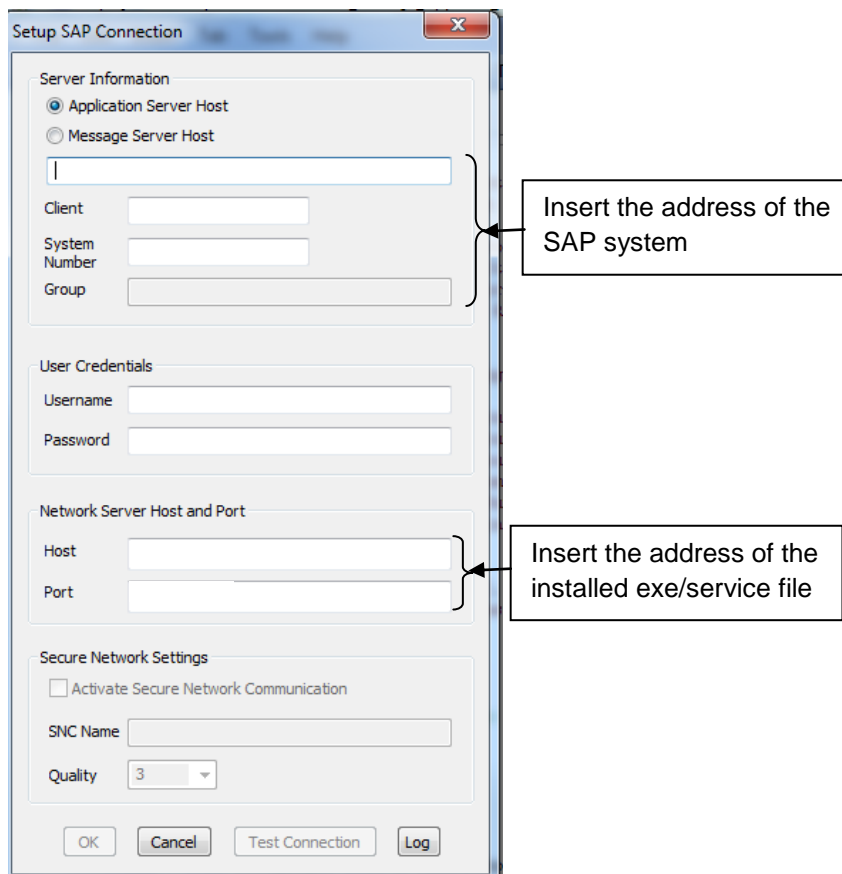 Setup SAP Connection
Server Information
Application Server Host
Message Server Host
Client
System
Number
Group
Insert the address of the
SAP system
User Credentials
Username
Password
Network Server Host and Port
Host
Port
Insert the address of the
installed exe/service file
Secure Network Settings
Activate Secure Network Communication
SNC Name
Quality
3
OK
Cancel
Test Connection
Log